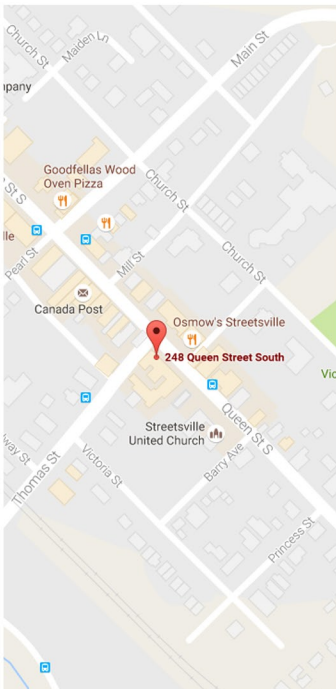 Church St
Maiden Ln
Main St
npany
Goodfellas Wood
Oven Pizza
St S
Church St
lle
Pearl St
Mill St
Church St
Canada Post
Osmow's Streetsville
248 Queen Street South
Vic
Queen St S
Streetsville
United Church
way St
Thomas St
Victoria St
Barry Ave
Princess St